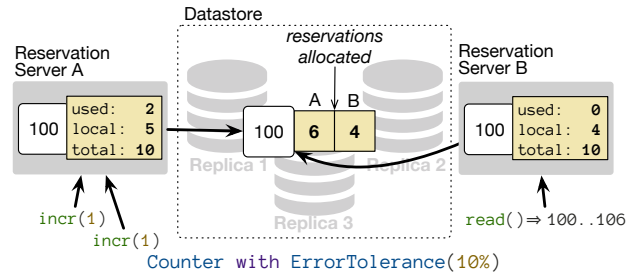 Datastore
Reservation
Server A
100
used: 2
local: 5
total: 10
incr(1)
incr(1)
reservations
allocated
A B
100 6 4
Replica 1
Replica 2
Replica 3
Reservation
Server B
100
used: 0
local: 4
total: 10
read()⇒100..106
Counter with ErrorTolerance(10%)